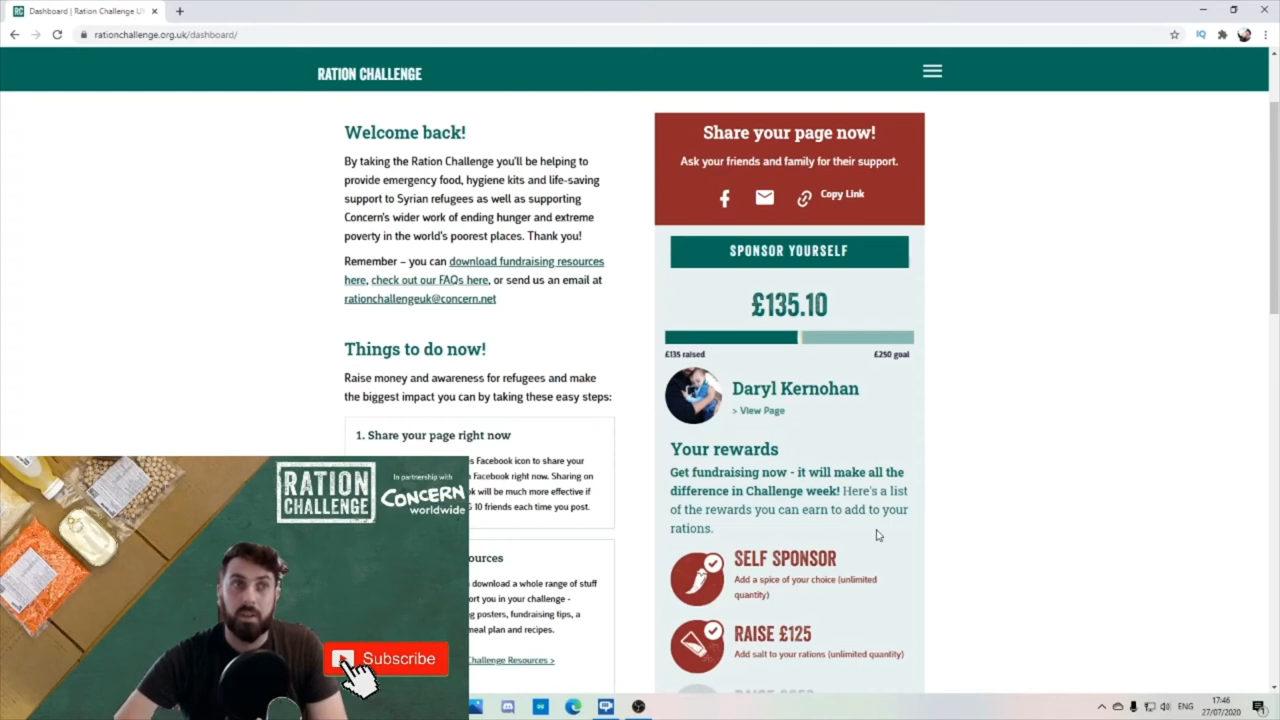 Dashboard | Ration Challenge U
rationchallenge.org.uk/dashboard/
RATION CHALLENGE
Welcome back!
By taking the Ration Challenge you'll be helping to
provide emergency food, hygiene kits and life-saving
support to Syrian refugees as well as supporting
Concern's wider work of ending hunger and extreme
poverty in the world's poorest places. Thank you!
Remember – you can download fundraising resources
here, check out our FAQs here, or send us an email at
rationchallengeuk@concern.net
Things to do now!
Raise money and awareness for refugees and make
the biggest impact you can by taking these easy steps:
1. Share your page right now
s Facebook icon to share your
Facebook right now. Sharing on
k will be much more effective if
10 friends each time you post.
ources
download a whole range of stuff
ort you in your challenge -
ng posters, fundraising tips, a
meal plan and recipes.
Challenge Resources >
Share your page now!
Ask your friends and family for their support.
Copy Link
SPONSOR YOURSELF
£135.10
£135 raised
£250 goal
Daryl Kernohan
> View Page
Your rewards
Get fundraising now - it will make all the
difference in Challenge week! Here's a list
of the rewards you can earn to add to your
rations.
SELF SPONSOR
Add a spice of your choice (unlimited
quantity)
RAISE £125
Add salt to your rations (unlimited quantity)
RATION
CHALLENGE
In partnership with
CONCERN
worldwide
Subscribe
ENG
17:46
27/07/2020